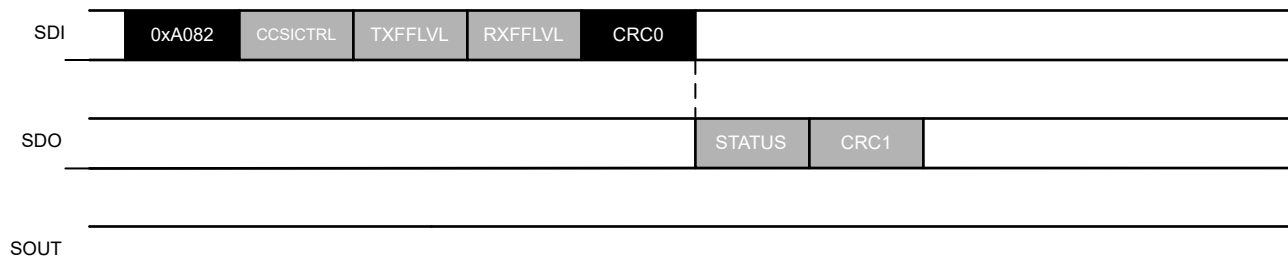 SDI 0xA082 CCSICTRL TXFFLVL RXFFLVL CRC0
SDO STATUS CRC1
SOUT